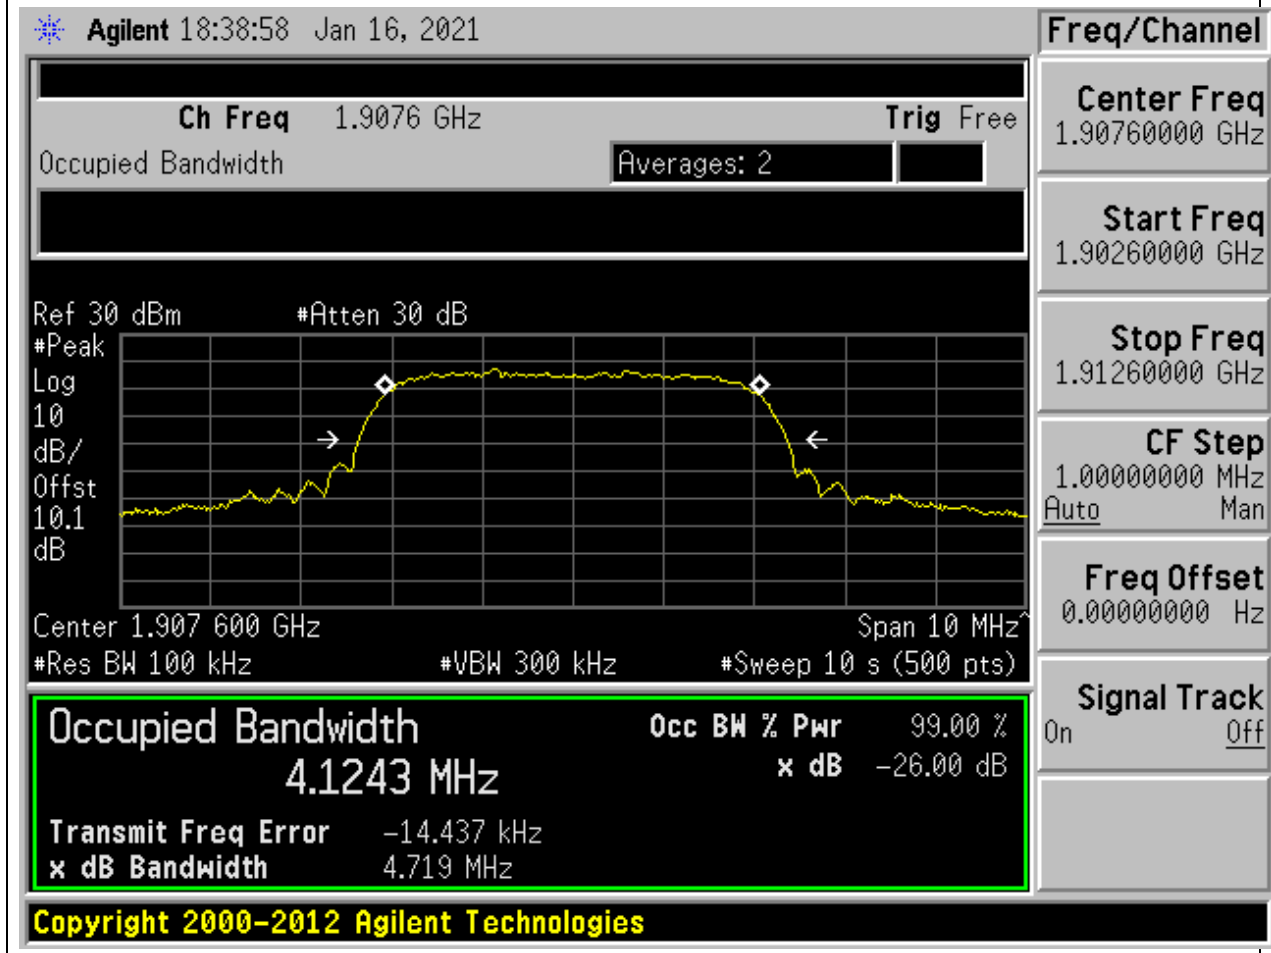 Agilent 18:38:58 Jan 16, 2021
Freq/Channel
Ch Freq 1.9076 GHz Trig Free
Occupied Bandwidth Averages: 2
Ref 30 dBm #Atten 30 dB
#Peak
Log
10
dB/
Offst
10.1
dB
Center 1.907 600 GHz Span 10 MHz^
#Res BW 100 kHz #VBW 300 kHz #Sweep 10 s (500 pts)
Occupied Bandwidth Occ BW % Pwr 99.00 %
4.1243 MHz x dB -26.00 dB
Transmit Freq Error -14.437 kHz
x dB Bandwidth 4.719 MHz
Copyright 2000-2012 Agilent Technologies
Center Freq
1.90760000 GHz
Start Freq
1.90260000 GHz
Stop Freq
1.91260000 GHz
CF Step
1.00000000 MHz
Auto Man
Freq Offset
0.00000000 Hz
Signal Track
On Off